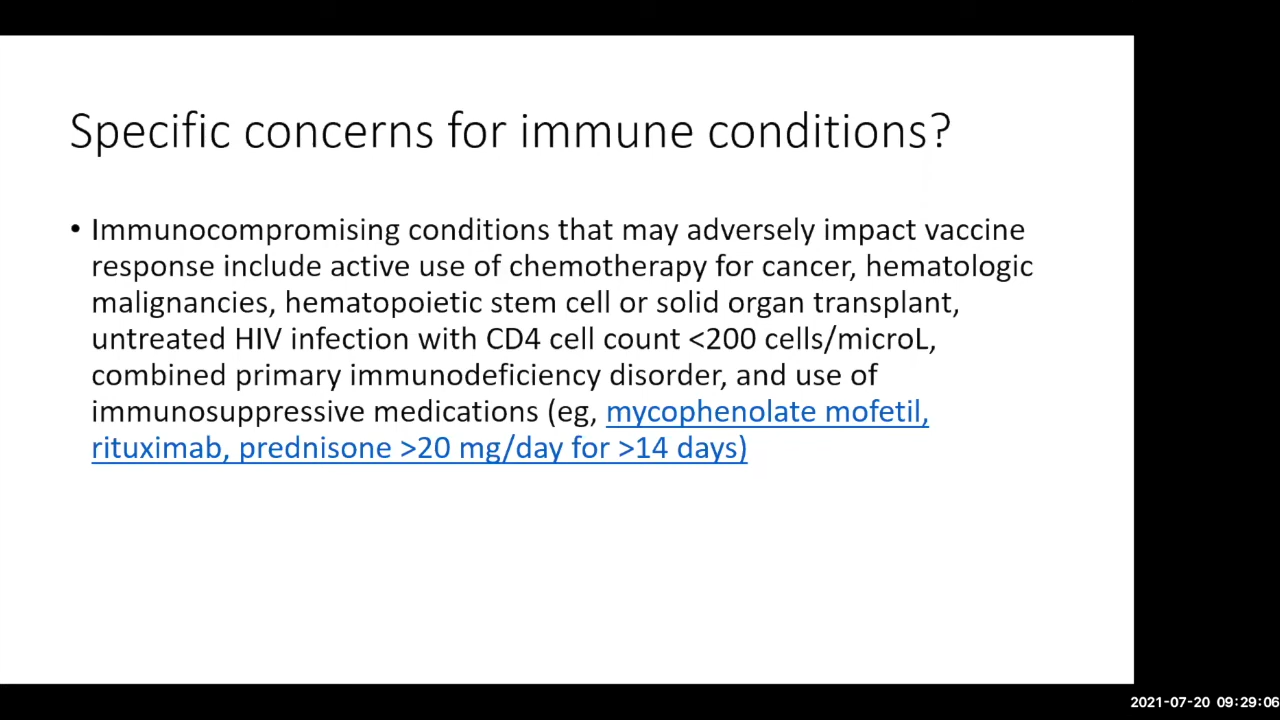 Specific concerns for immune conditions?
• Immunocompromising conditions that may adversely impact vaccine
response include active use of chemotherapy for cancer, hematologic
malignancies, hematopoietic stem cell or solid organ transplant,
untreated HIV infection with CD4 cell count <200 cells/microL,
combined primary immunodeficiency disorder, and use of
immunosuppressive medications (eg, mycophenolate mofetil,
rituximab, prednisone >20 mg/day for >14 days)
2021-07-20 09:29:06